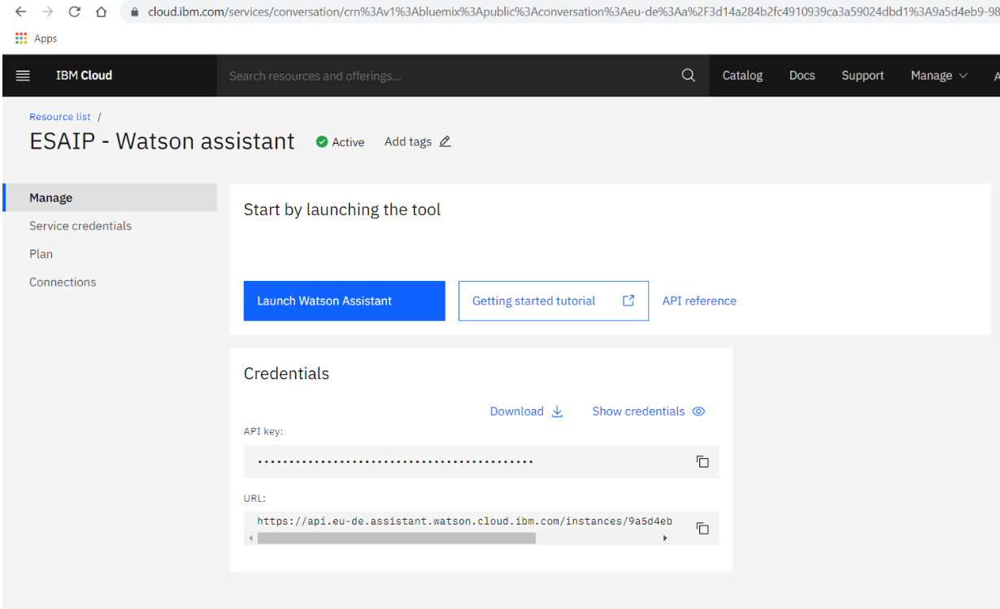 cloud.ibm.com/services/conversation/crn%3Av1%3Abluemix%3Apublic%3Aconversation%3Aeu-de%3Aa%2F3d14a284b2fc4910939ca3a59024dbd1%3A9a5d4eb9-98
Apps
IBM Cloud Search resources and offerings... Catalog Docs Support Manage A
Resource list /
ESAIP - Watson assistant Active Add tags
Manage
Service credentials
Plan
Connections
Start by launching the tool
Launch Watson Assistant Getting started tutorial API reference
Credentials
Download Show credentials
API key:
URL:
https://api.eu-de.assistant.watson.cloud.ibm.com/instances/9a5d4eb